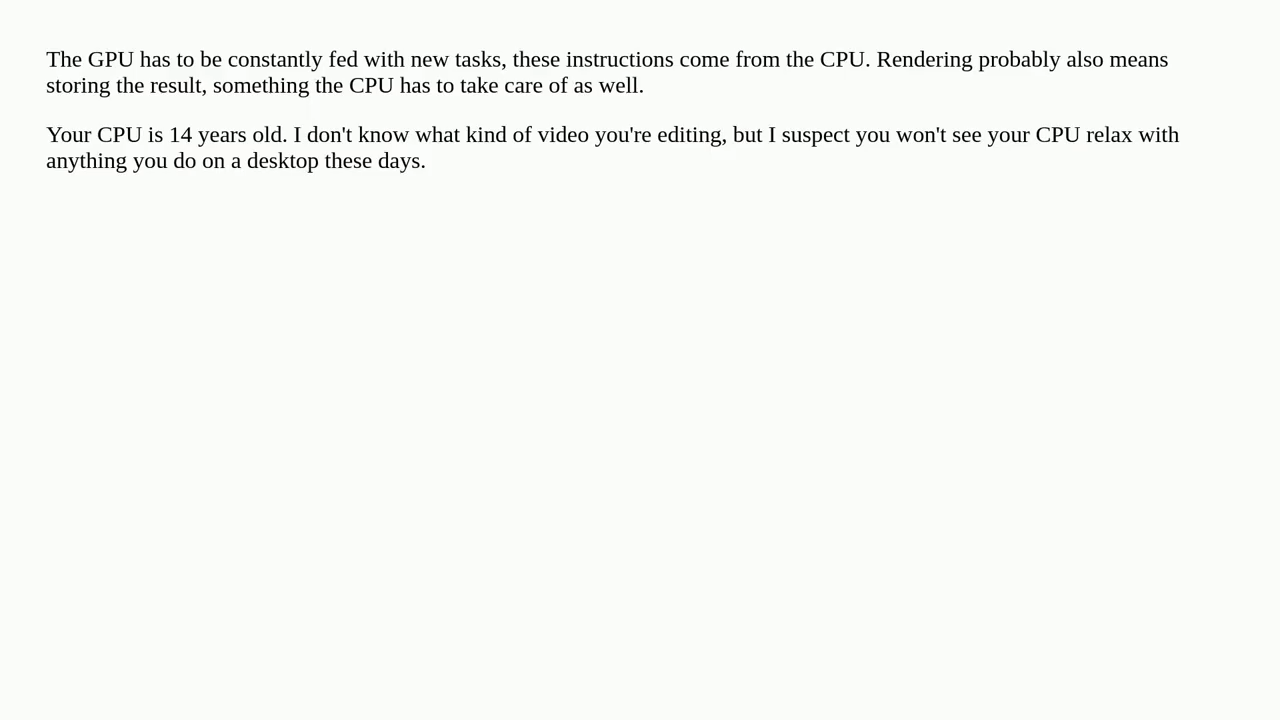 The GPU has to be constantly fed with new tasks, these instructions come from the CPU. Rendering probably also means
storing the result, something the CPU has to take care of as well.
Your CPU is 14 years old. I don't know what kind of video you're editing, but I suspect you won't see your CPU relax with
anything you do on a desktop these days.